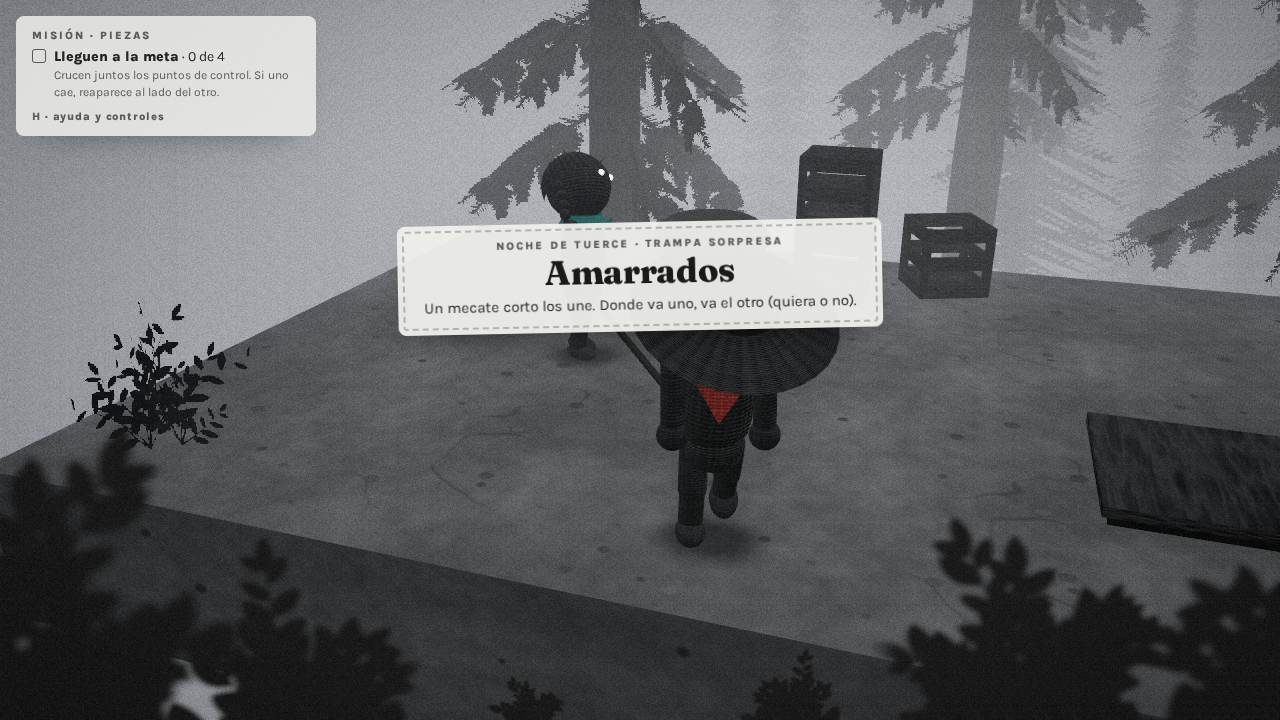 MISIÓN · PIEZAS
Lleguen a la meta · 0 de 4
Crucen juntos los puntos de control. Si uno
cae, reaparece al lado del otro.
H · ayuda y controles
NOCHE DE TUERCE · TRAMPA SORPRESA
Amarrados
Un mecate corto los une. Donde va uno, va el otro (quiera o no).